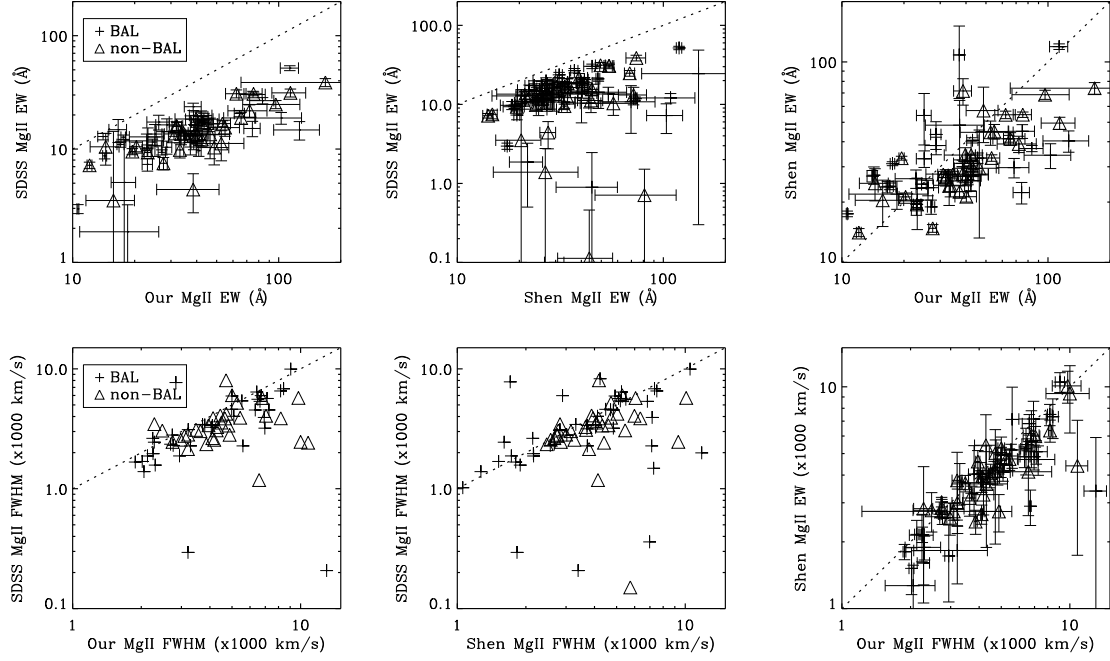 SDSS MgII EW (Å)
100
10
1
+ BAL
△ non-BAL
10 100
Our MgII EW (Å)
SDSS MgII EW (Å)
100.0
10.0
1.0
0.1
10 100
Shen MgII EW (Å)
Shen MgII EW (Å)
100
10
10 100
Our MgII EW (Å)
SDSS MgII FWHM (x1000 km/s)
10.0
1.0
0.1
+ BAL
△ non-BAL
1 10
Our MgII FWHM (x1000 km/s)
SDSS MgII FWHM (x1000 km/s)
10.0
1.0
0.1
1 10
Shen MgII FWHM (x1000 km/s)
Shen MgII EW (x1000 km/s)
10
1
1 10
Our MgII FWHM (x1000 km/s)